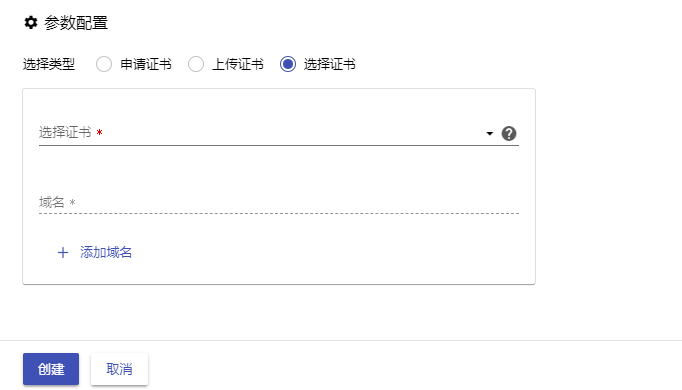 参数配置
选择类型 申请证书 上传证书 选择证书
选择证书 *
域名 *
+ 添加域名
创建 取消